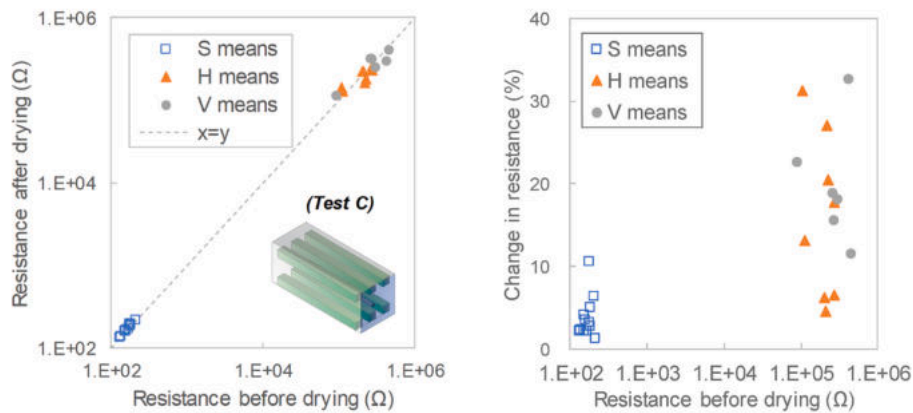 1.E+06
S means
H means
V means
x=y
1.E+04
(Test C)
1.E+02
1.E+02 1.E+04 1.E+06
Resistance before drying (Ω)
Resistance after drying (Ω)
40
S means
H means
V means
30
20
10
0
1.E+02 1.E+03 1.E+04 1.E+05 1.E+06
Resistance before drying (Ω)
Change in resistance (%)